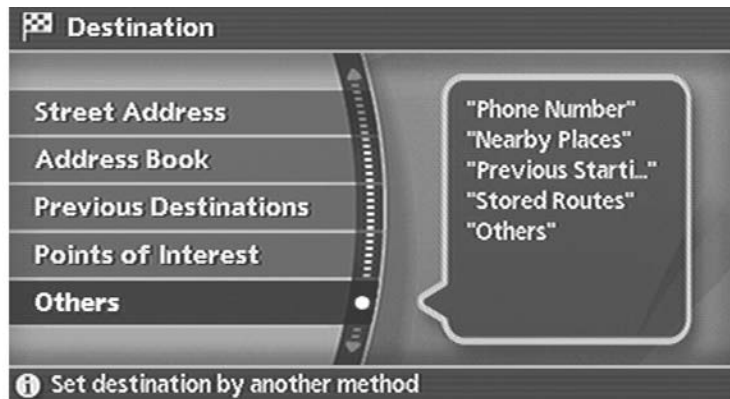 Destination
Street Address
Address Book
Previous Destinations
Points of Interest
Others
"Phone Number"
"Nearby Places"
"Previous Starti..."
"Stored Routes"
"Others"
Set destination by another method